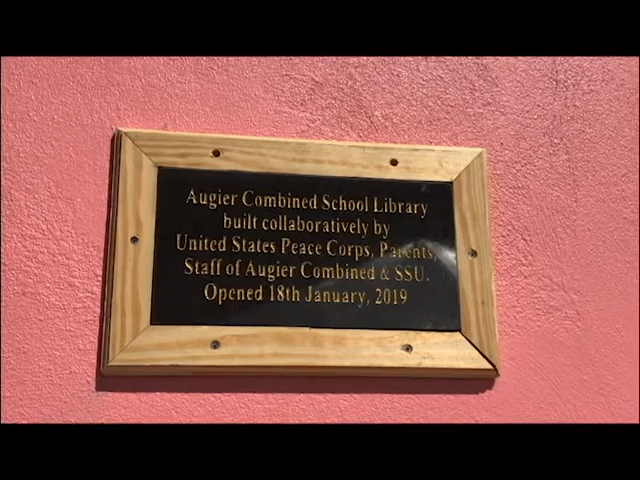 Augier Combined School Library
built collaboratively by
United States Peace Corps, Parents,
Staff of Augier Combined & SSU.
Opened 18th January, 2019